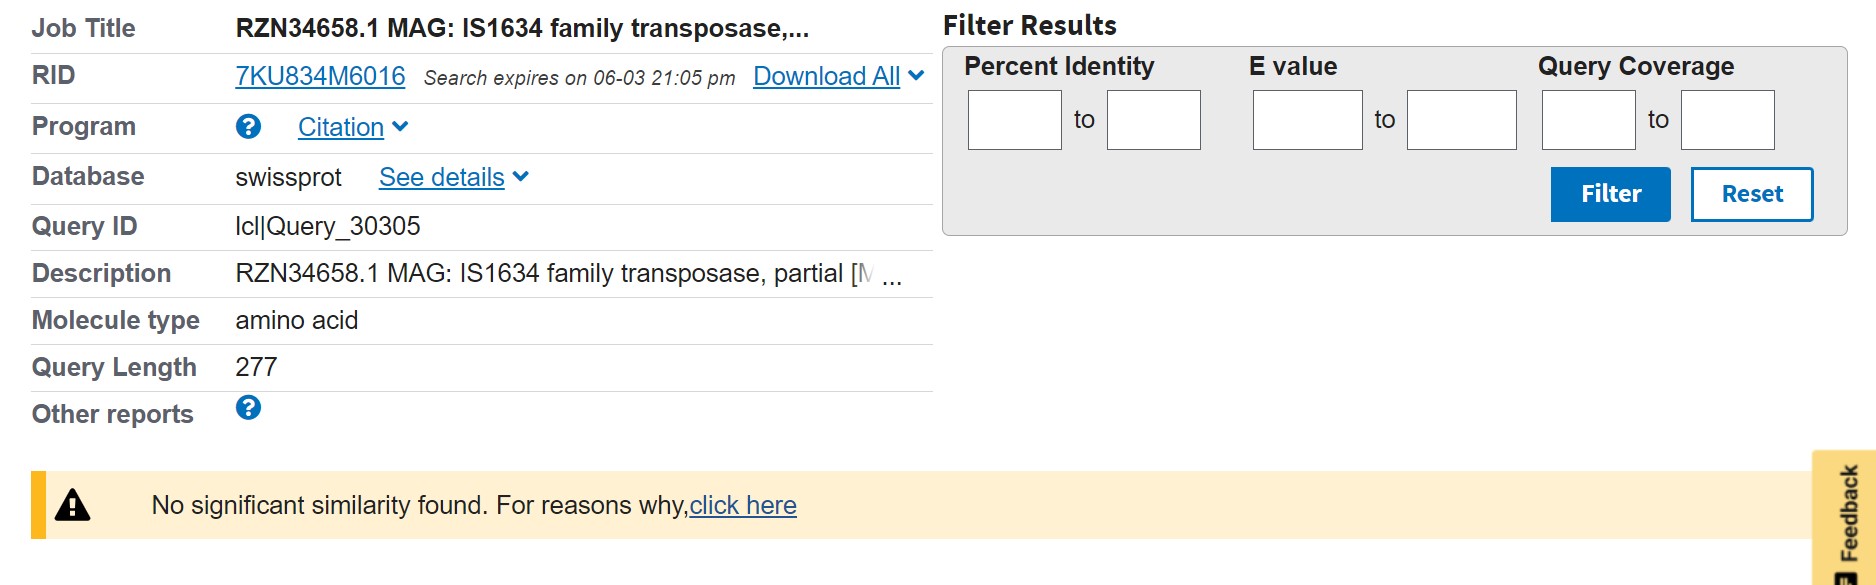 Job Title RZN34658.1 MAG: IS1634 family transposase,...
RID 7KU834M6016 Search expires on 06-03 21:05 pm Download All
Program ? Citation
Database swissprot See details
Query ID lcl|Query_30305
Description RZN34658.1 MAG: IS1634 family transposase, partial [M ...
Molecule type amino acid
Query Length 277
Other reports ?
Filter Results
Percent Identity E value Query Coverage
to to to
Filter Reset
No significant similarity found. For reasons why,click here
Feedback